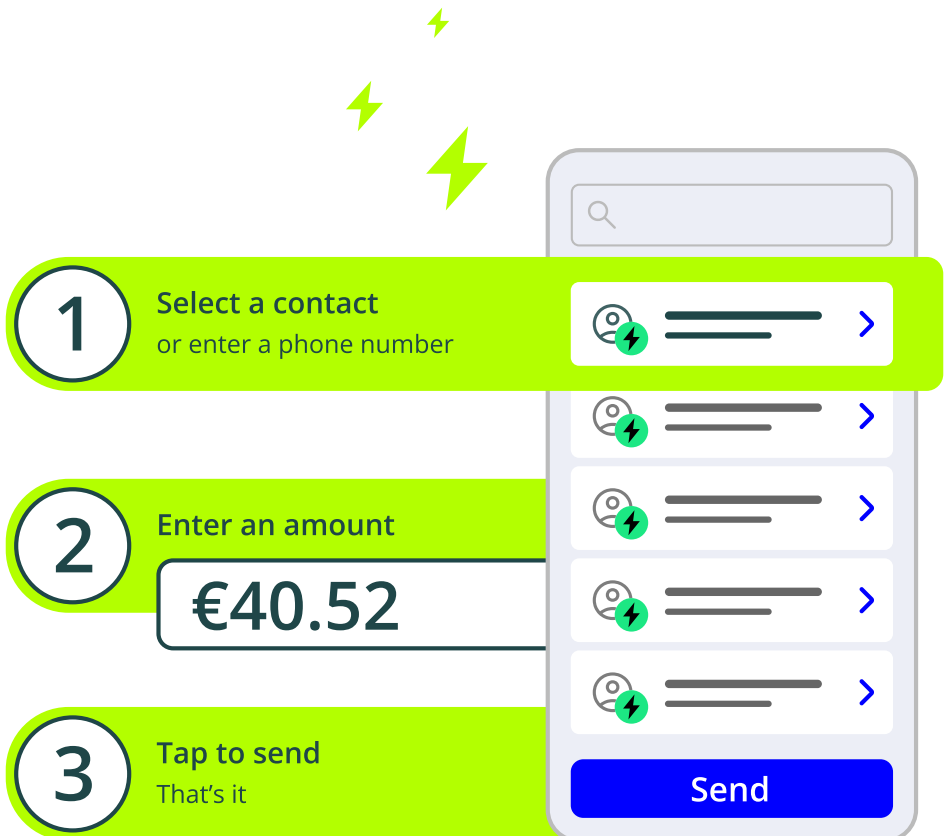 1
Select a contact
or enter a phone number
2
Enter an amount
€40.52
3
Tap to send
That's it
Send